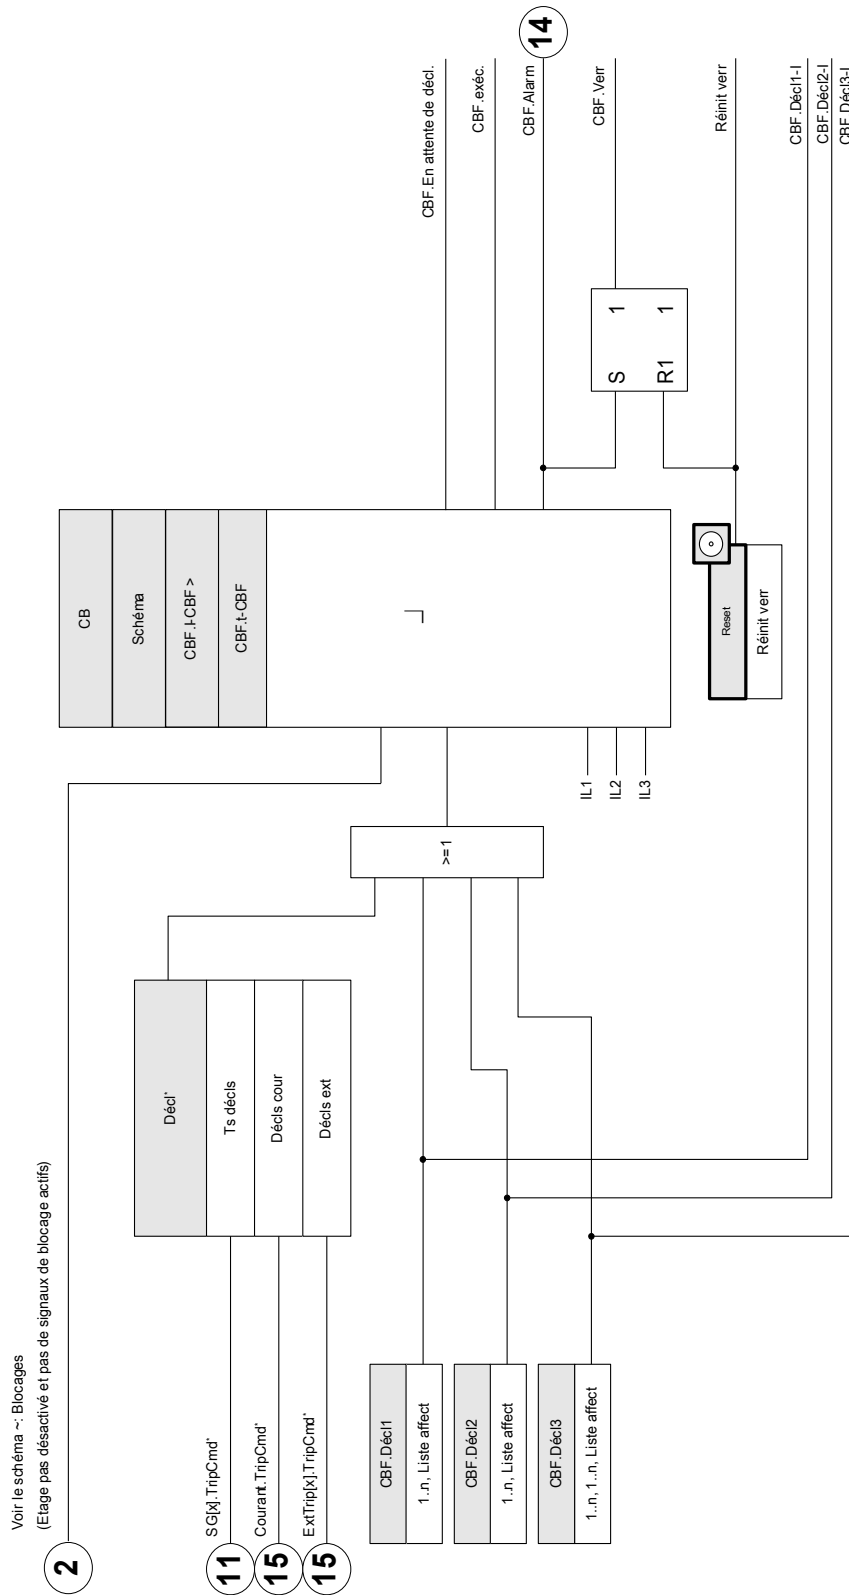 Voir le schéma ~: Blocages
(Etage pas désactivé et pas de signaux de blocage actifs)
2
SG[x].TripCmd*
11
Courant.TripCmd*
15
ExtTrip[x].TripCmd*
15
CBF.Décl1
1..n, Liste affect
CBF.Décl2
1..n, Liste affect
CBF.Décl3
1..n, 1..n, Liste affect
Décl*
Ts décls
Décls cour
Décls ext
>=1
IL1
IL2
IL3
CB
Schéma
CBF.I-CBF >
CBF.t-CBF
Reset
Réinit verr
S 1
R1 1
CBF.En attente de décl.
CBF.exéc.
CBF.Alarm
14
CBF.Verr
Réinit verr
CBF.Décl1-I
CBF.Décl2-I
CBF.Décl3-I